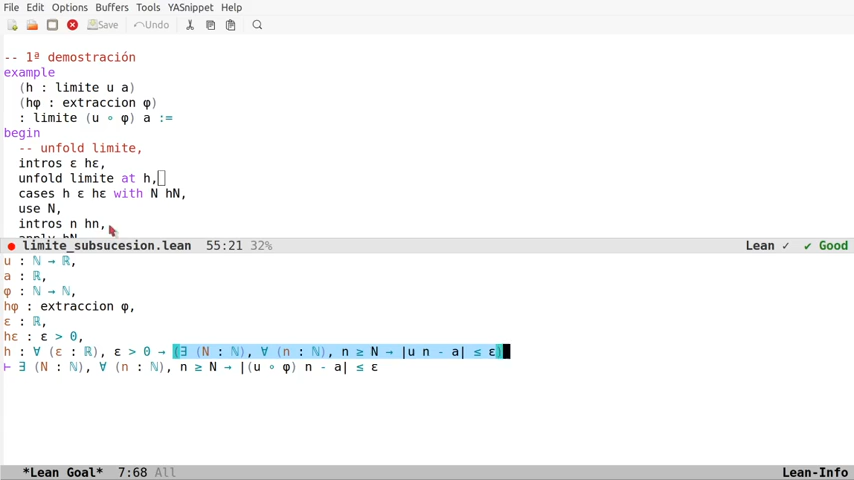 File Edit Options Buffers Tools YASnippet Help
Save Undo
-- 1ª demostración
example
(h : limite u a)
(hφ : extraccion φ)
: limite (u ∘ φ) a :=
begin
-- unfold limite,
intros ε hε,
unfold limite at h,
cases h ε hε with N hN,
use N,
intros n hn,
apply hN
limite_subsucesion.lean 55:21 32% Lean ✓ ✔ Good
u : ℕ → ℝ,
a : ℝ,
φ : ℕ → ℕ,
hφ : extraccion φ,
ε : ℝ,
hε : ε > 0,
h : ∀ (ε : ℝ), ε > 0 → (∃ (N : ℕ), ∀ (n : ℕ), n ≥ N → |u n - a| ≤ ε)
⊢ ∃ (N : ℕ), ∀ (n : ℕ), n ≥ N → |(u ∘ φ) n - a| ≤ ε
*Lean Goal* 7:68 All Lean-Info